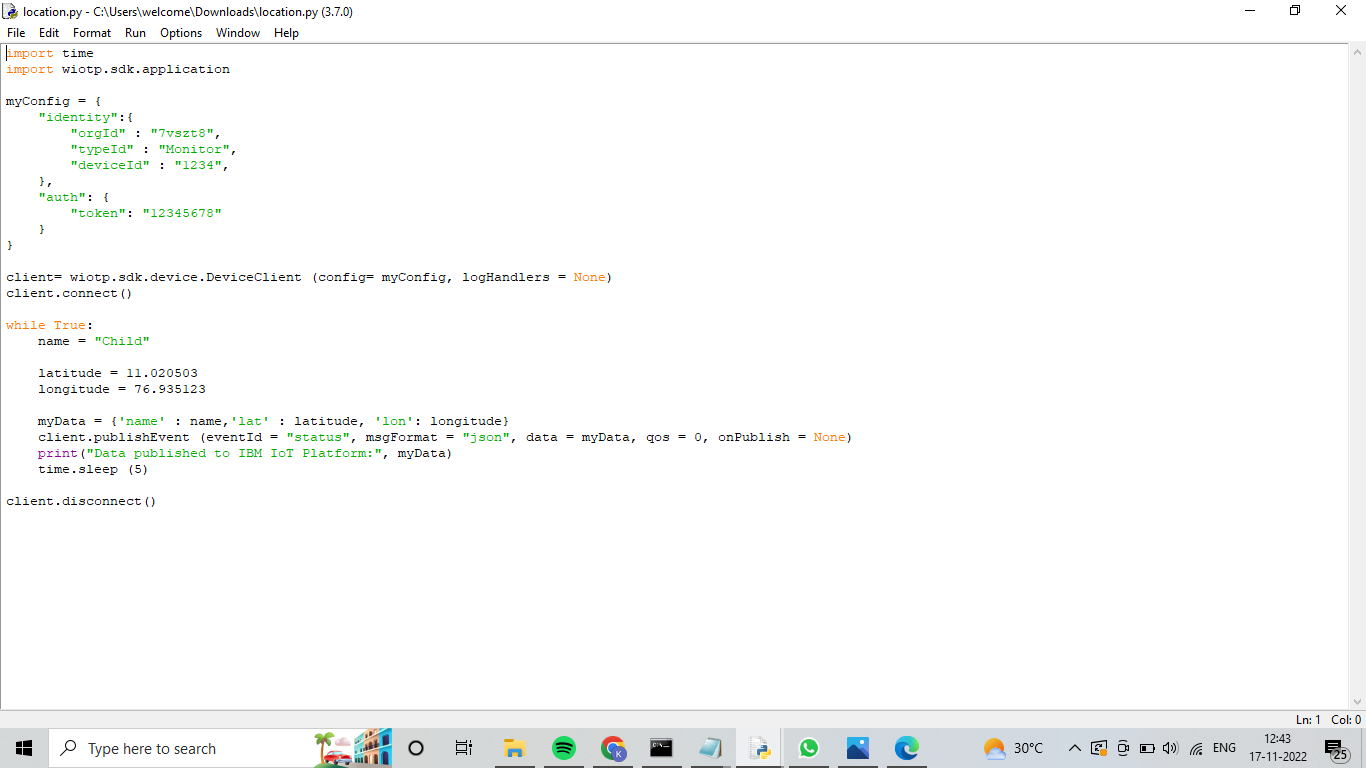 location.py - C:\Users\welcome\Downloads\location.py (3.7.0)
File Edit Format Run Options Window Help
import time
import wiotp.sdk.application
myConfig = {
    "identity":{
        "orgId" : "7vszt8",
        "typeId" : "Monitor",
        "deviceId" : "1234",
    },
    "auth": {
        "token": "12345678"
    }
}
client= wiotp.sdk.device.DeviceClient (config= myConfig, logHandlers = None)
client.connect()
while True:
    name = "Child"
    latitude = 11.020503
    longitude = 76.935123
    myData = {'name' : name,'lat' : latitude, 'lon': longitude}
    client.publishEvent (eventId = "status", msgFormat = "json", data = myData, qos = 0, onPublish = None)
    print("Data published to IBM IoT Platform:", myData)
    time.sleep (5)
client.disconnect()
Ln: 1 Col: 0
Type here to search
K
30°C
ENG
12:43
17-11-2022
25